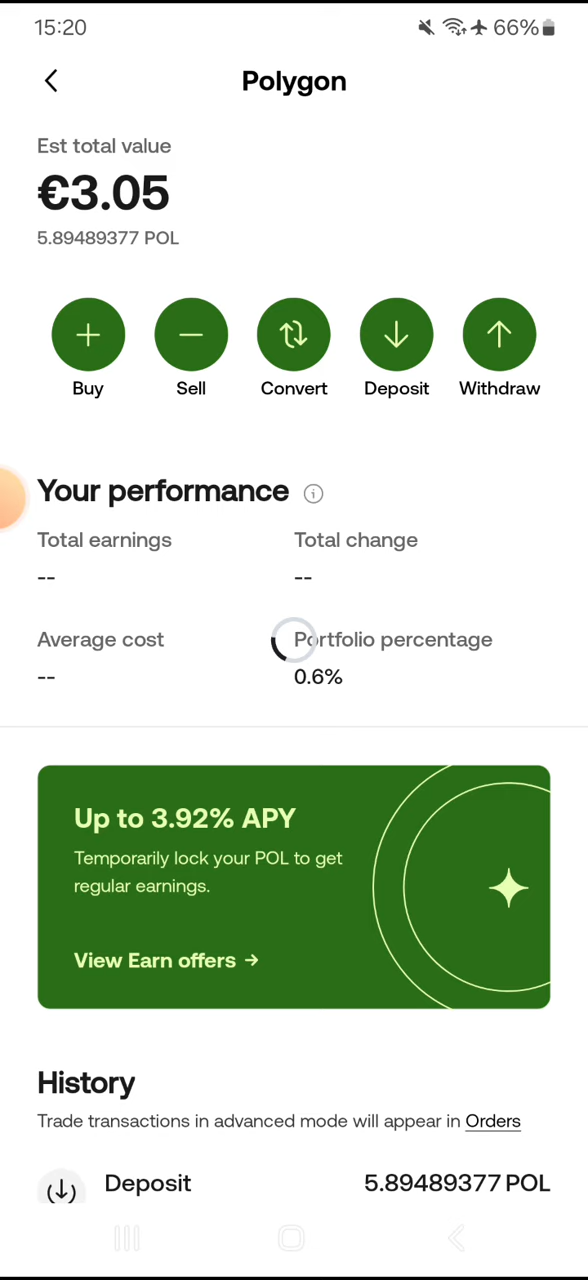 15:20
66%
Polygon
Est total value
€3.05
5.89489377 POL
Buy
Sell
Convert
Deposit
Withdraw
Your performance
Total earnings
Total change
--
--
Average cost
Portfolio percentage
--
0.6%
Up to 3.92% APY
Temporarily lock your POL to get
regular earnings.
View Earn offers →
History
Trade transactions in advanced mode will appear in Orders
Deposit
5.89489377 POL